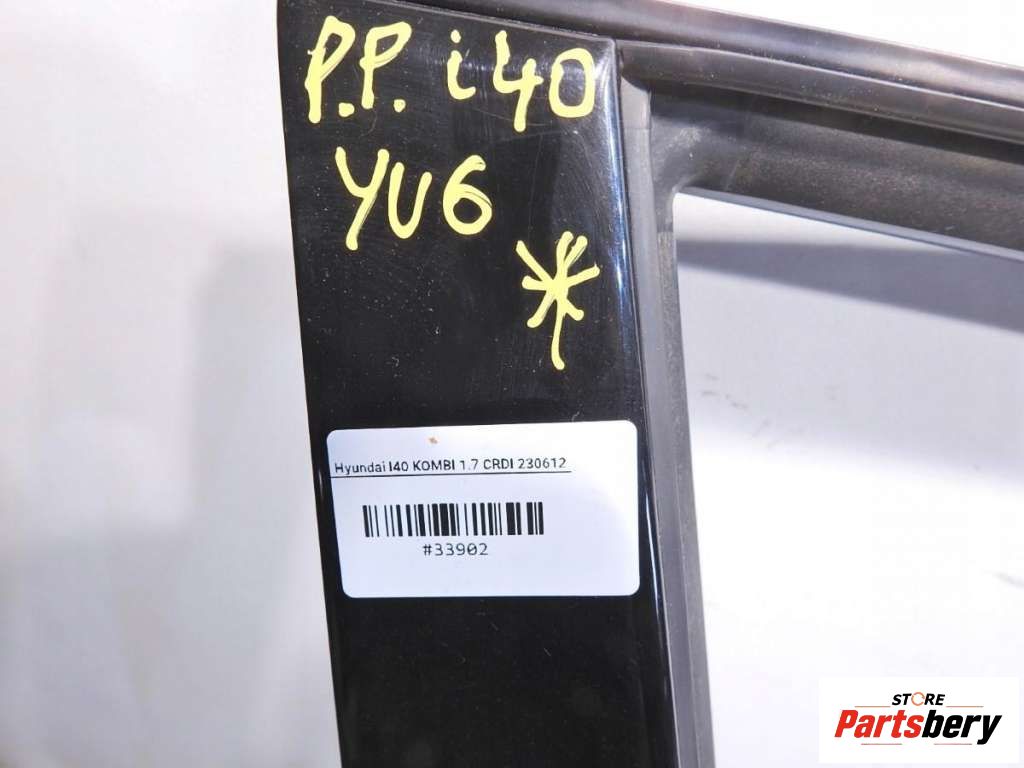 P.P. i40
YU6
Hyundai I40 KOMBI 1.7 CRDI 230612
#33902
STORE
Partsbery